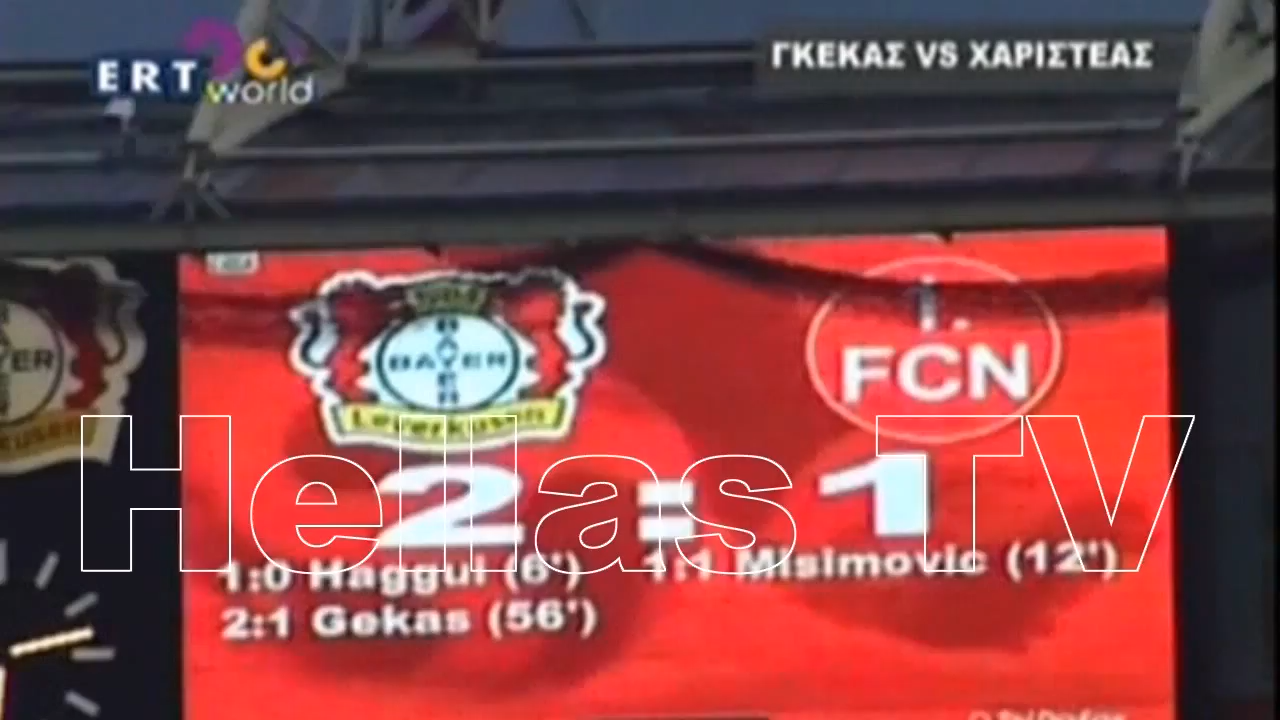 ERT world
ΓΚΕΚΑΣ VS ΧΑΡΙΣΤΕΑΣ
BAYER
BAYER
Leverkusen
1.
FCN
2 : 1
1:0 Haggui (6')
1:1 Misimovic (12')
2:1 Gekas (56')
Hellas TV